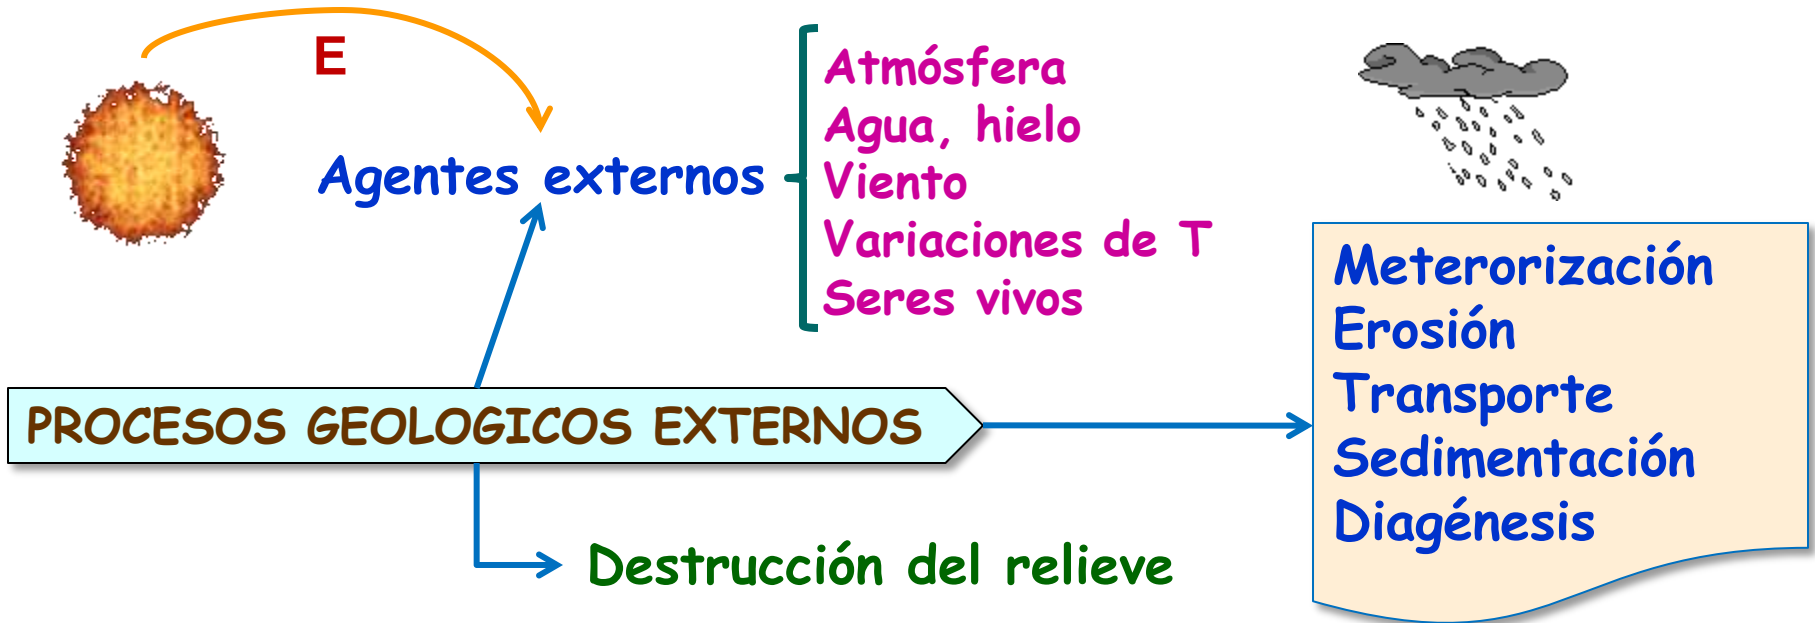 E
Agentes externos
Atmósfera
Agua, hielo
Viento
Variaciones de T
Seres vivos
PROCESOS GEOLOGICOS EXTERNOS
Meterorización
Erosión
Transporte
Sedimentación
Diagénesis
Destrucción del relieve